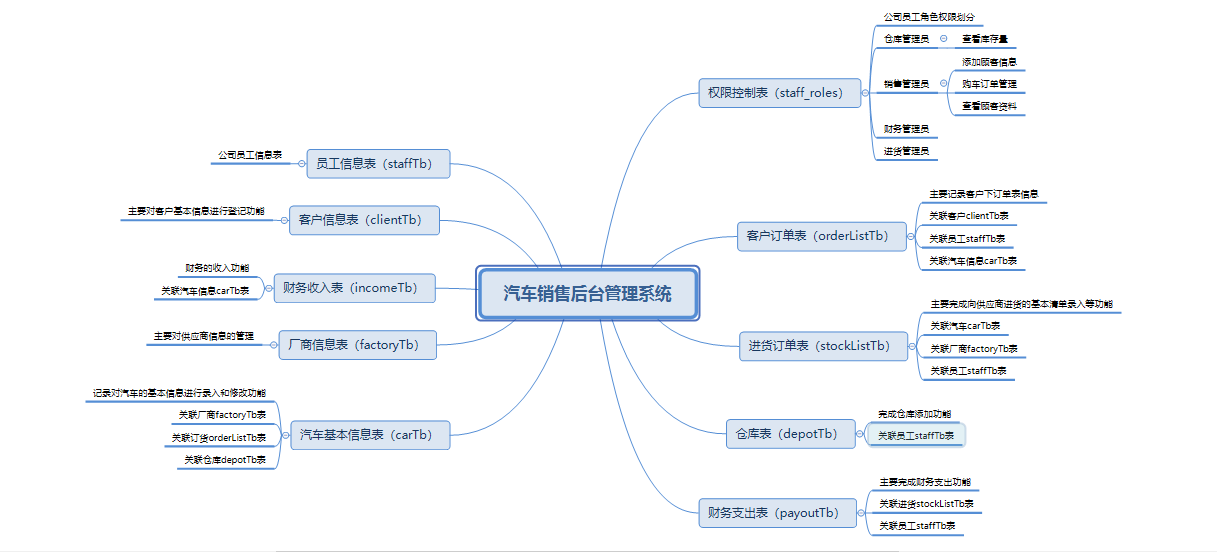 汽车销售后台管理系统
权限控制表（staff_roles）
公司员工角色权限划分
仓库管理员
查看库存量
销售管理员
添加顾客信息
购车订单管理
查看顾客资料
财务管理员
进货管理员
客户订单表（orderListTb）
主要记录客户下订单表信息
关联客户clientTb表
关联员工staffTb表
关联汽车信息carTb表
进货订单表（stockListTb）
主要完成向供应商进货的基本清单录入等功能
关联汽车carTb表
关联厂商factoryTb表
关联员工staffTb表
仓库表（depotTb）
完成仓库添加功能
关联员工staffTb表
财务支出表（payoutTb）
主要完成财务支出功能
关联进货stockListTb表
关联员工staffTb表
员工信息表（staffTb）
公司员工信息表
客户信息表（clientTb）
主要对客户基本信息进行登记功能
财务收入表（incomeTb）
财务的收入功能
关联汽车信息carTb表
厂商信息表（factoryTb）
主要对供应商信息的管理
汽车基本信息表（carTb）
记录对汽车的基本信息进行录入和修改功能
关联厂商factoryTb表
关联订货orderListTb表
关联仓库depotTb表